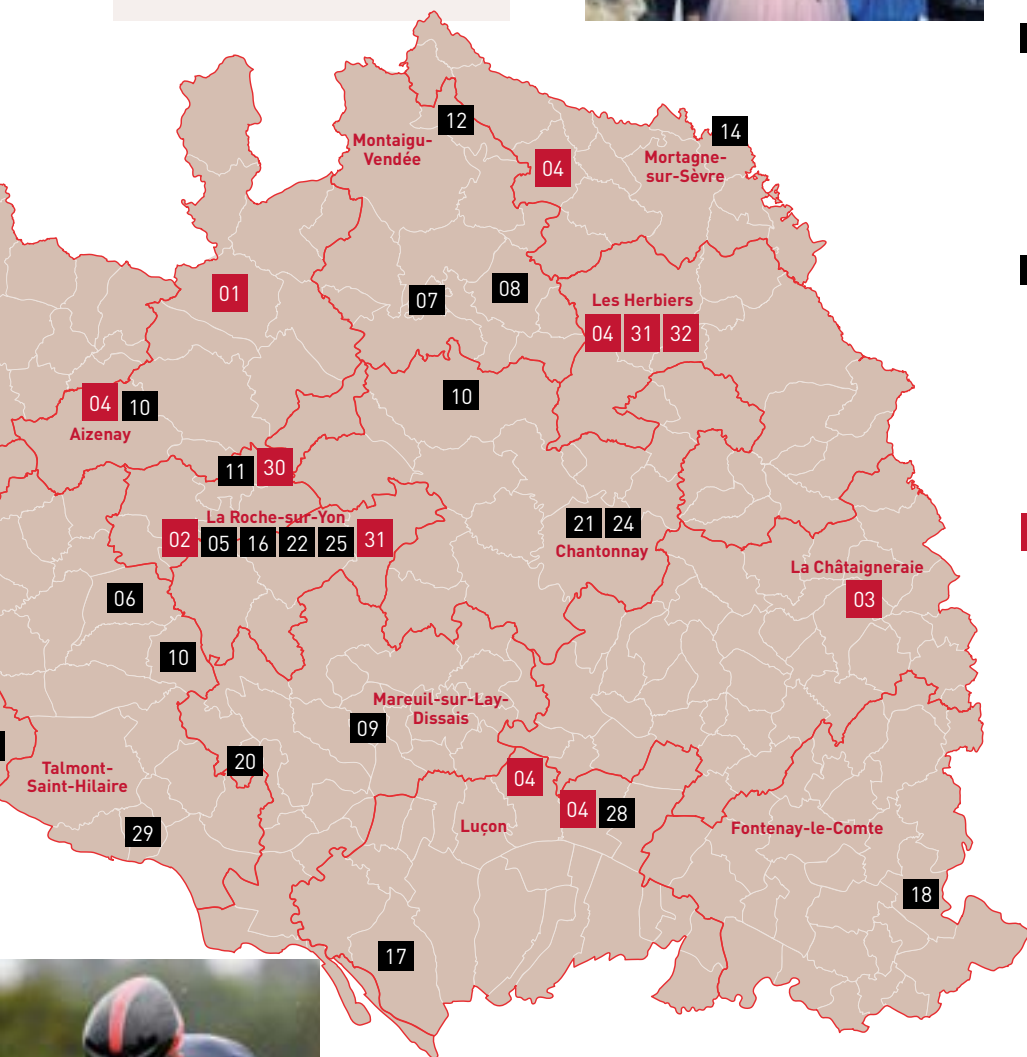 12
14
Montaigu-
Vendée
04
Mortagne-
sur-Sèvre
01
07
08
Les Herbiers
04 31 32
04 10
Aizenay
10
11 30
La Roche-sur-Yon
02 05 16 22 25 31
21 24
Chantonnay
La Châtaigneraie
03
06
10
Mareuil-sur-Lay-
Dissais
09
20
Talmont-
Saint-Hilaire
04
04 28
29
Luçon
Fontenay-le-Comte
18
17